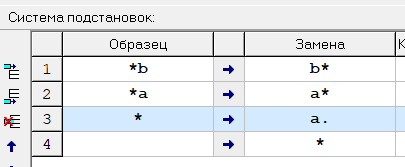 Система подстановок:
Образец Замена
1 *b → b*
2 *a → a*
3 * → a.
4 → *